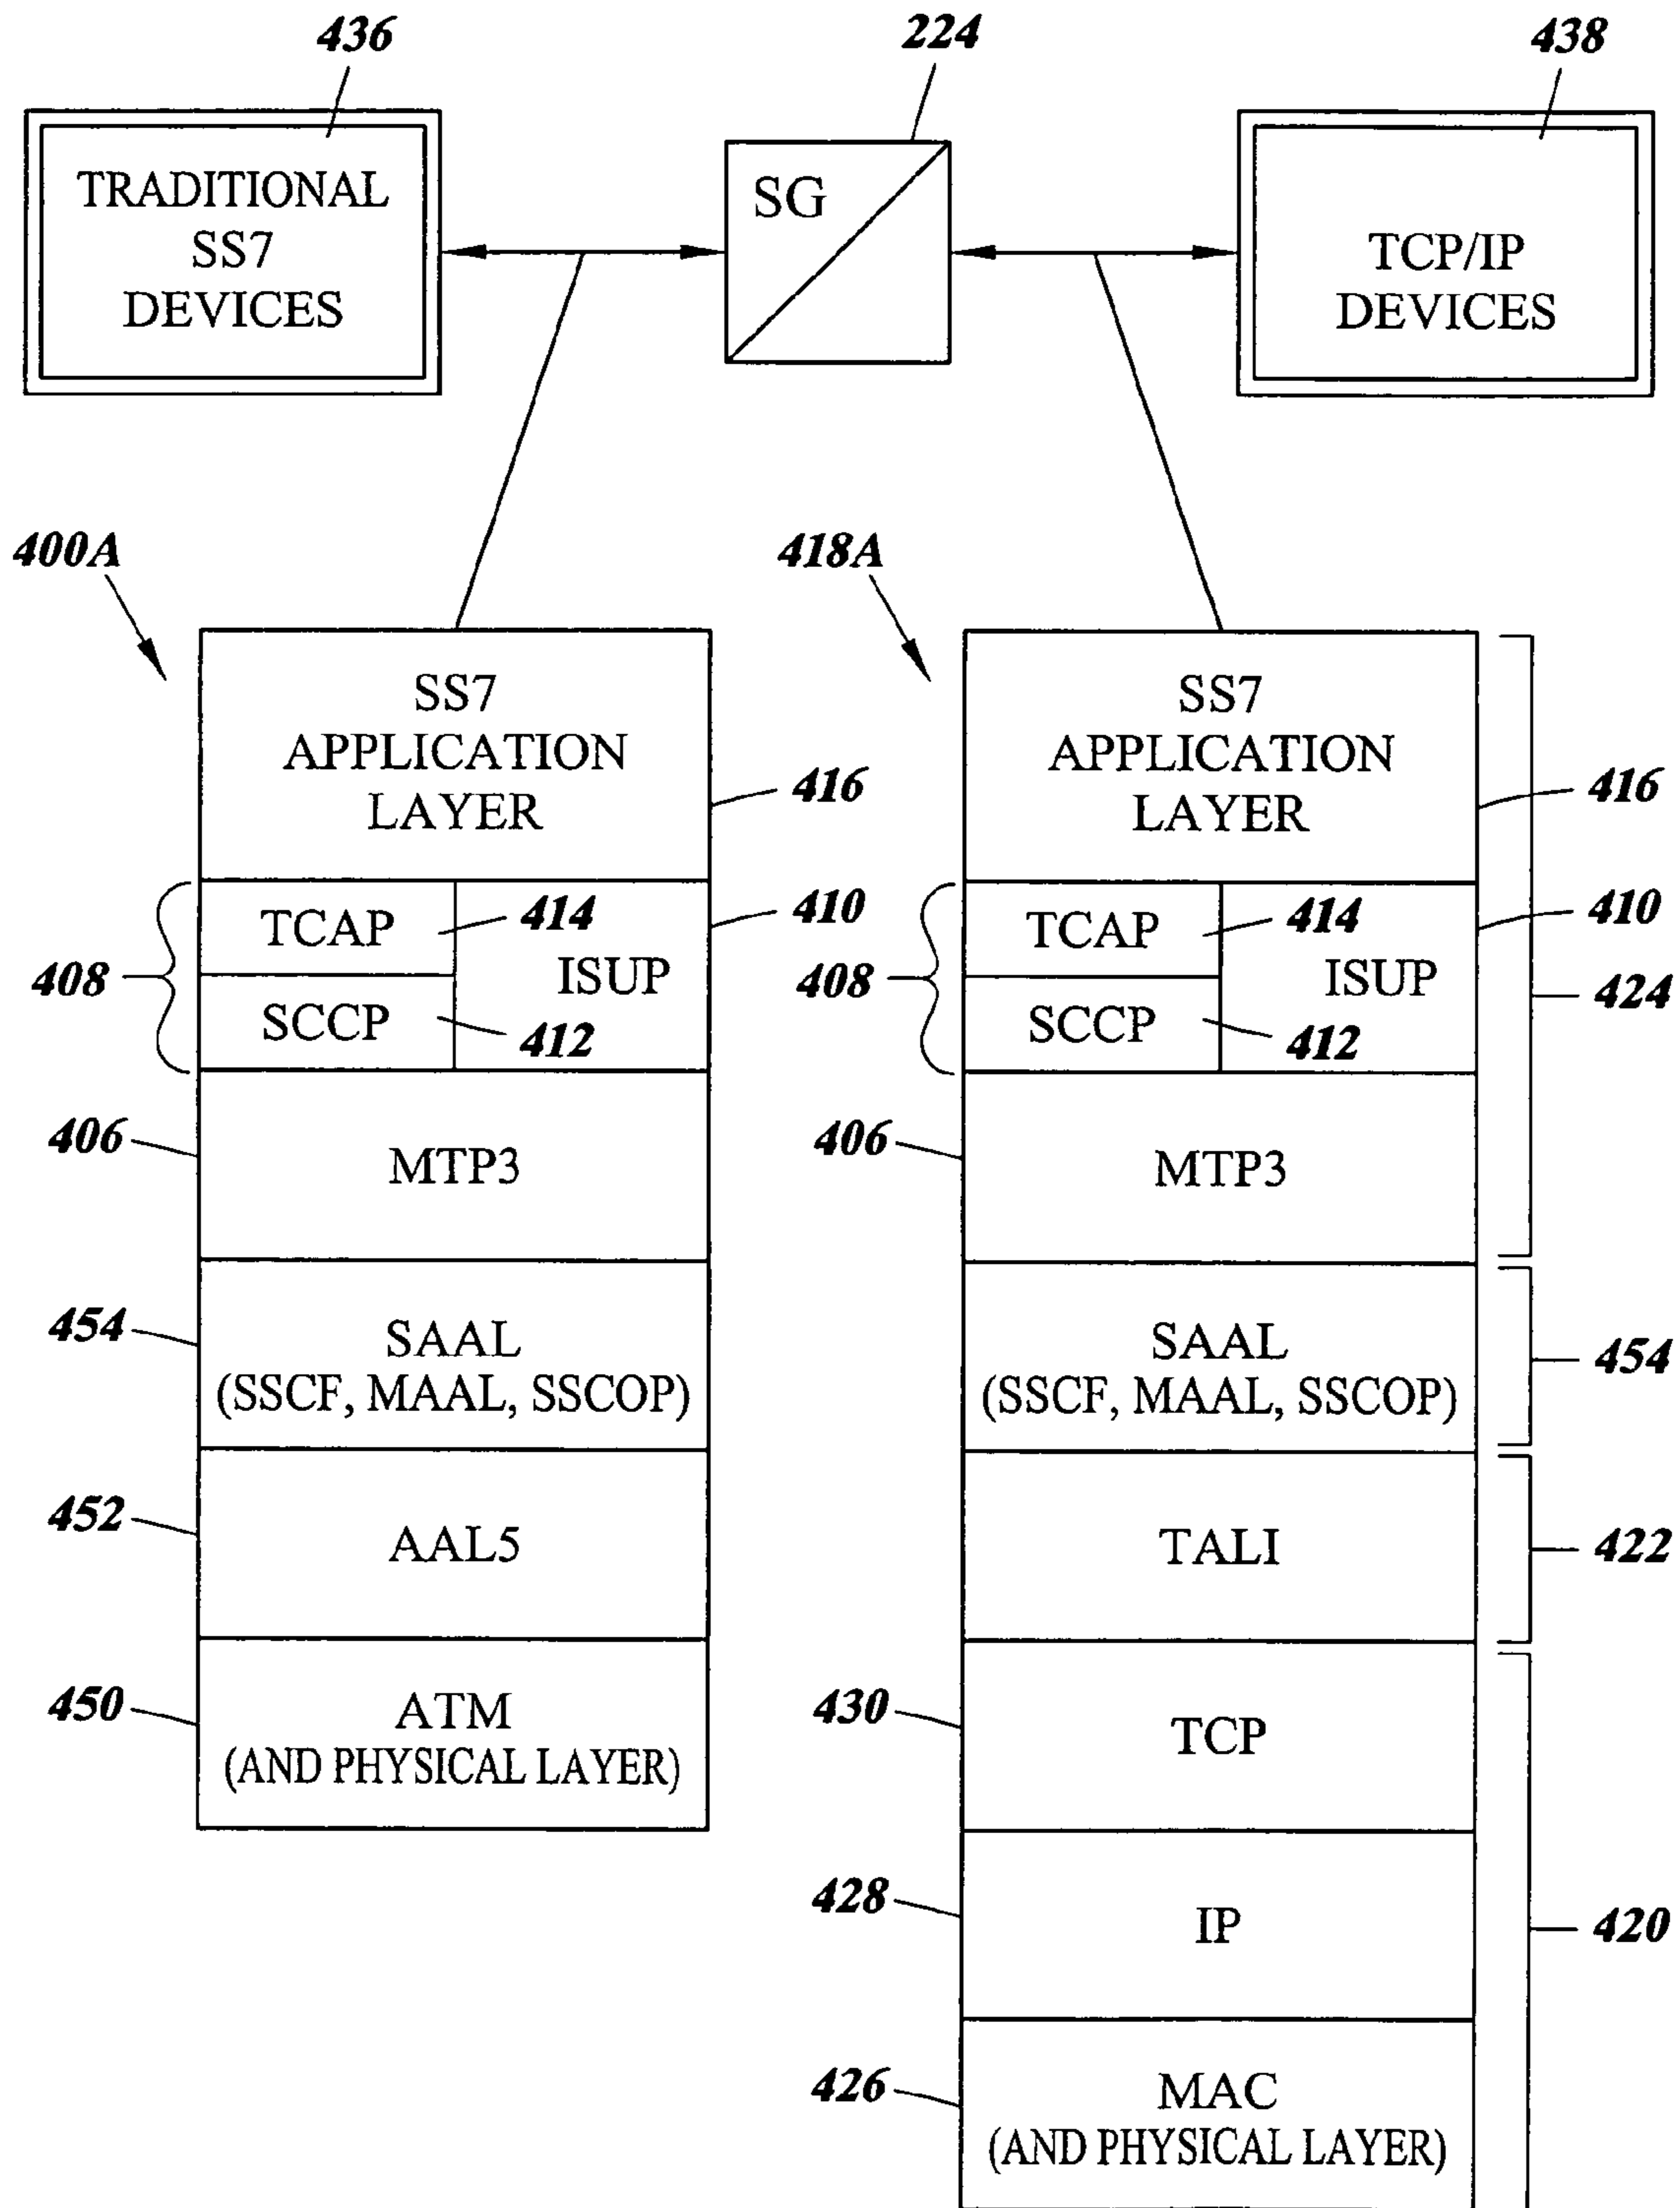 436
224
438
TRADITIONAL
SS7
DEVICES
SG
TCP/IP
DEVICES
400A
418A
SS7
APPLICATION
LAYER
416
TCAP
414
410
408
ISUP
SCCP
412
406
MTP3
454
SAAL
(SSCF, MAAL, SSCOP)
452
AAL5
450
ATM
(AND PHYSICAL LAYER)
SS7
APPLICATION
LAYER
416
TCAP
414
410
408
ISUP
424
SCCP
412
406
MTP3
SAAL
(SSCF, MAAL, SSCOP)
454
TALI
422
430
TCP
428
IP
420
426
MAC
(AND PHYSICAL LAYER)